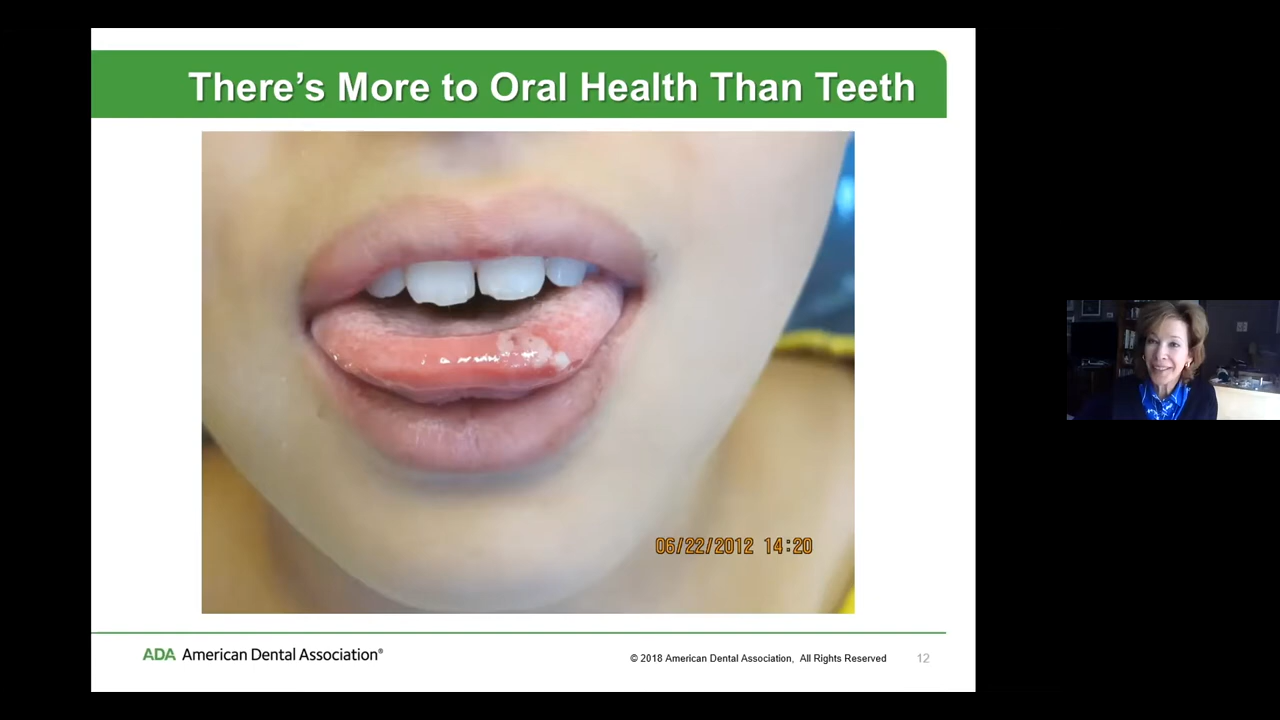 There's More to Oral Health Than Teeth
06/22/2012 14:20
ADA American Dental Association®
© 2018 American Dental Association, All Rights Reserved
12